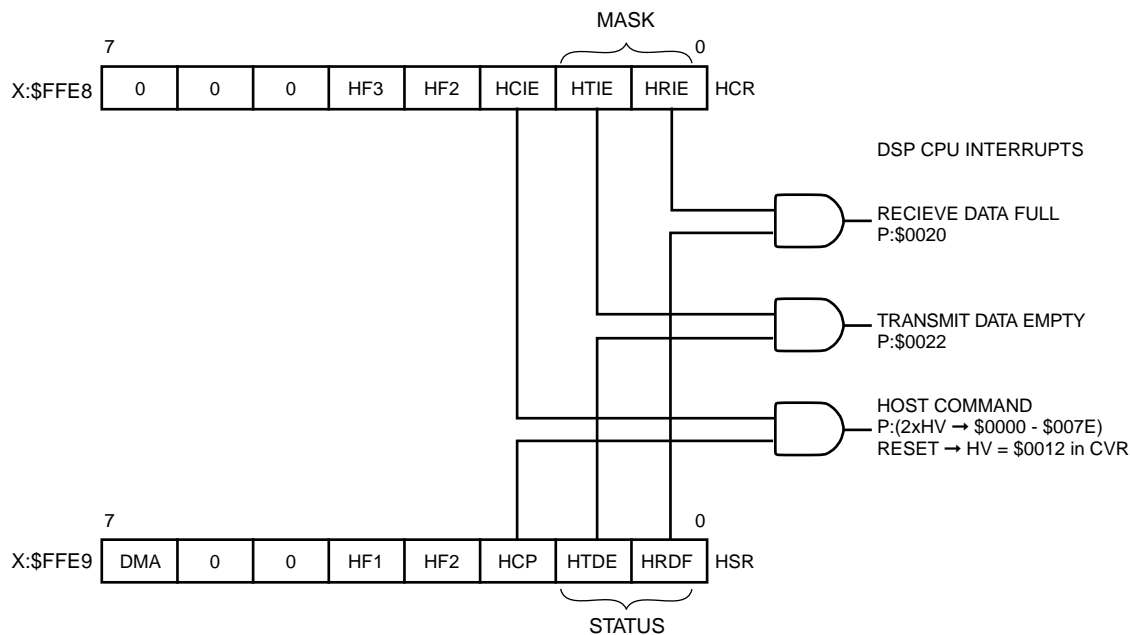 MASK
7 0
X:$FFE8 0 0 0 HF3 HF2 HCIE HTIE HRIE HCR
DSP CPU INTERRUPTS
RECIEVE DATA FULL
P:$0020
TRANSMIT DATA EMPTY
P:$0022
HOST COMMAND
P:(2xHV → $0000 - $007E)
RESET → HV = $0012 in CVR
7 0
X:$FFE9 DMA 0 0 HF1 HF2 HCP HTDE HRDF HSR
STATUS